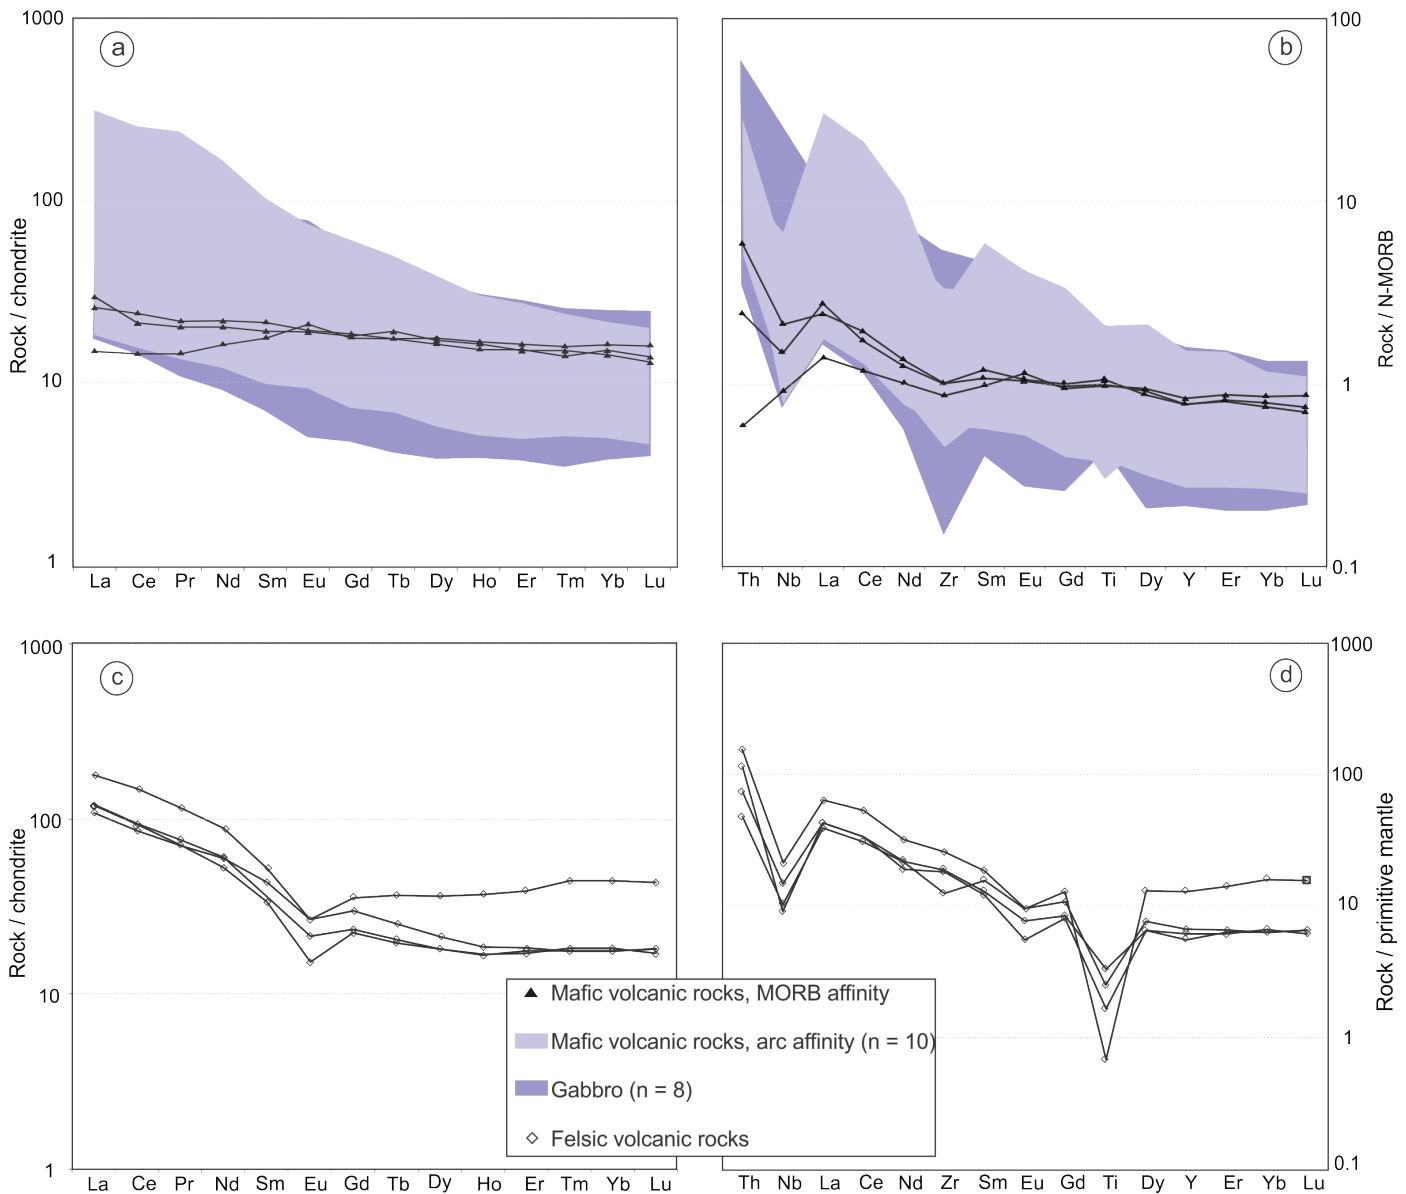 1000
100
10
1
Rock / chondrite
a
La Ce Pr Nd Sm Eu Gd Tb Dy Ho Er Tm Yb Lu
100
10
1
0.1
Rock / N-MORB
b
Th Nb La Ce Nd Zr Sm Eu Gd Ti Dy Y Er Yb Lu
1000
100
10
1
Rock / chondrite
c
La Ce Pr Nd Sm Eu Gd Tb Dy Ho Er Tm Yb Lu
1000
100
10
1
0.1
Rock / primitive mantle
d
Th Nb La Ce Nd Zr Sm Eu Gd Ti Dy Y Er Yb Lu
Mafic volcanic rocks, MORB affinity
Mafic volcanic rocks, arc affinity (n = 10)
Gabbro (n = 8)
Felsic volcanic rocks